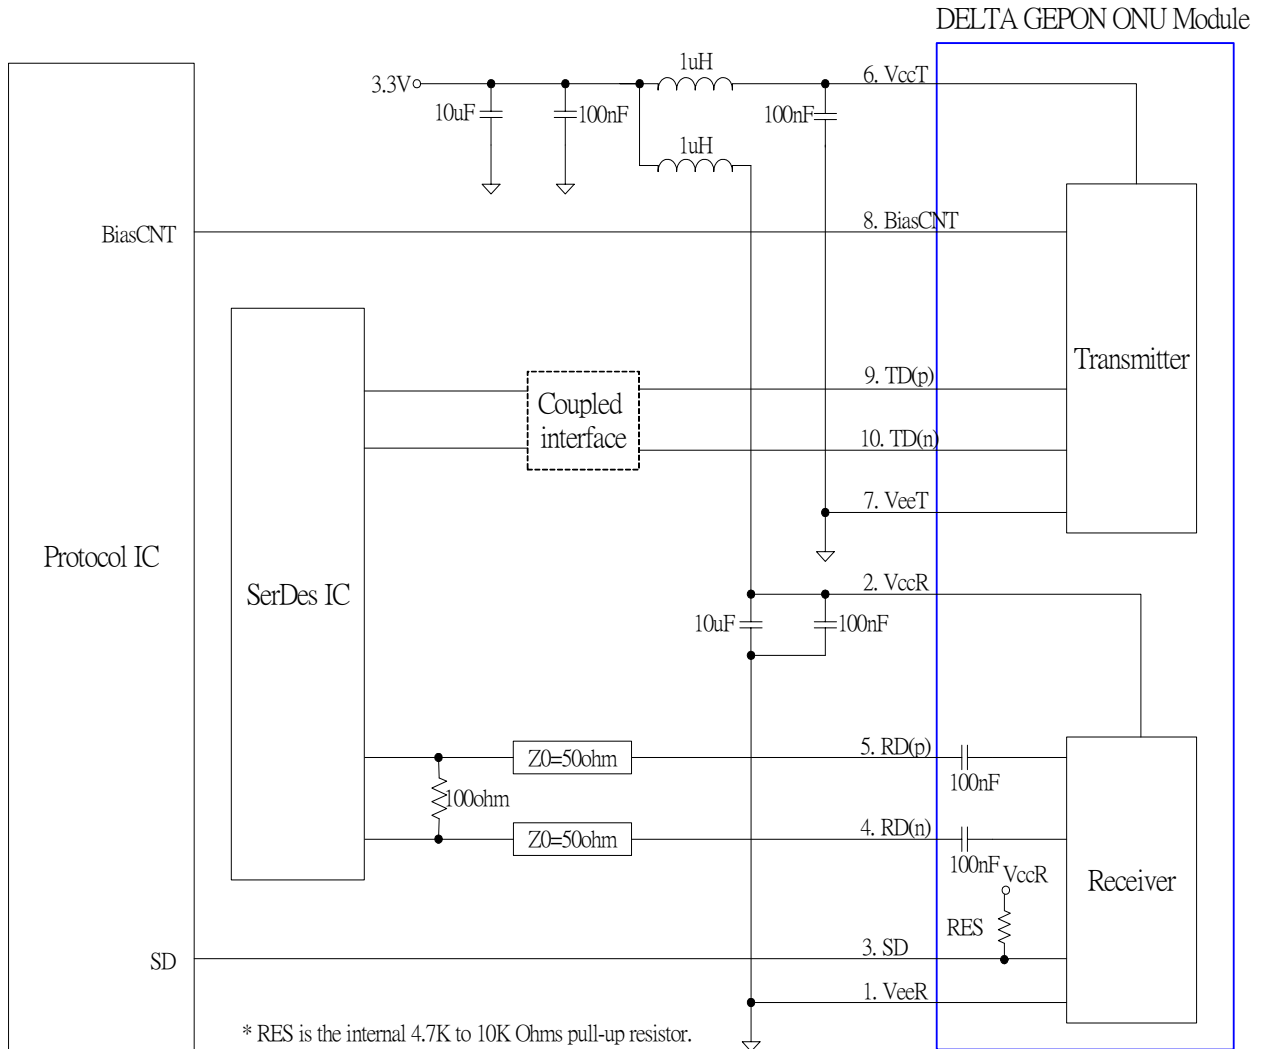 DELTA GEPON ONU Module
1uH
6. VccT
3.3V
10uF
100nF
100nF
1uH
BiasCNT
8. BiasCNT
Transmitter
9. TD(p)
Coupled
interface
10. TD(n)
7. VeeT
Protocol IC
SerDes IC
2. VccR
10uF
100nF
5. RD(p)
Z0=50ohm
100nF
100ohm
4. RD(n)
Z0=50ohm
100nF
VccR
Receiver
RES
3. SD
SD
1. VeeR
* RES is the internal 4.7K to 10K Ohms pull-up resistor.